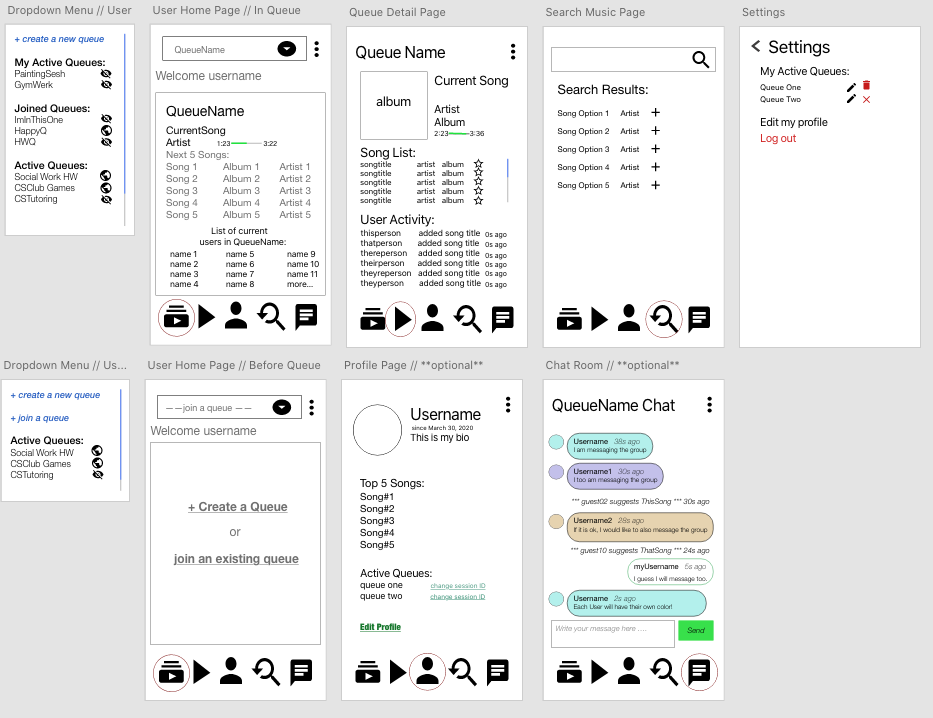 Dropdown Menu // User
+ create a new queue
My Active Queues:
PaintingSesh
GymWerk
Joined Queues:
ImInThisOne
HappyQ
HWQ
Active Queues:
Social Work HW
CSClub Games
CSTutoring
User Home Page // In Queue
QueueName
Welcome username
QueueName
CurrentSong
Artist 1:23 3:22
Next 5 Songs:
Song 1 Album 1 Artist 1
Song 2 Album 2 Artist 2
Song 3 Album 3 Artist 3
Song 4 Album 4 Artist 4
Song 5 Album 5 Artist 5
List of current
users in QueueName:
name 1 name 5 name 9
name 2 name 6 name 10
name 3 name 7 name 11
name 4 name 8 more...
Queue Detail Page
Queue Name
album
Current Song
Artist
Album
2:23 3:36
Song List:
songtitle artist album
songtitle artist album
songtitle artist album
songtitle artist album
User Activity:
thisperson added song title 0s ago
thatperson added song title 0s ago
thereperson added song title 0s ago
theirperson added song title 0s ago
theyreperson added song title 0s ago
theyperson added song title 0s ago
Search Music Page
Search Results:
Song Option 1 Artist
Song Option 2 Artist
Song Option 3 Artist
Song Option 4 Artist
Song Option 5 Artist
Settings
< Settings
My Active Queues:
Queue One
Queue Two
Edit my profile
Log out
Dropdown Menu // Us...
+ create a new queue
+ join a queue
Active Queues:
Social Work HW
CSClub Games
CSTutoring
User Home Page // Before Queue
——join a queue ——
Welcome username
+ Create a Queue
or
join an existing queue
Profile Page // **optional**
Username
since March 30, 2020
This is my bio
Top 5 Songs:
Song#1
Song#2
Song#3
Song#4
Song#5
Active Queues:
queue one change session ID
queue two change session ID
Edit Profile
Chat Room // **optional**
QueueName Chat
Username 38s ago
I am messaging the group
Username1 30s ago
I too am messaging the group
*** guest02 suggests ThisSong *** 30s ago
Username2 28s ago
If it is ok, I would like to also message the group
*** guest10 suggests ThatSong *** 24s ago
myUsername 5s ago
I guess I will message too.
Username 2s ago
Each User will have their own color!
Write your message here ....
Send